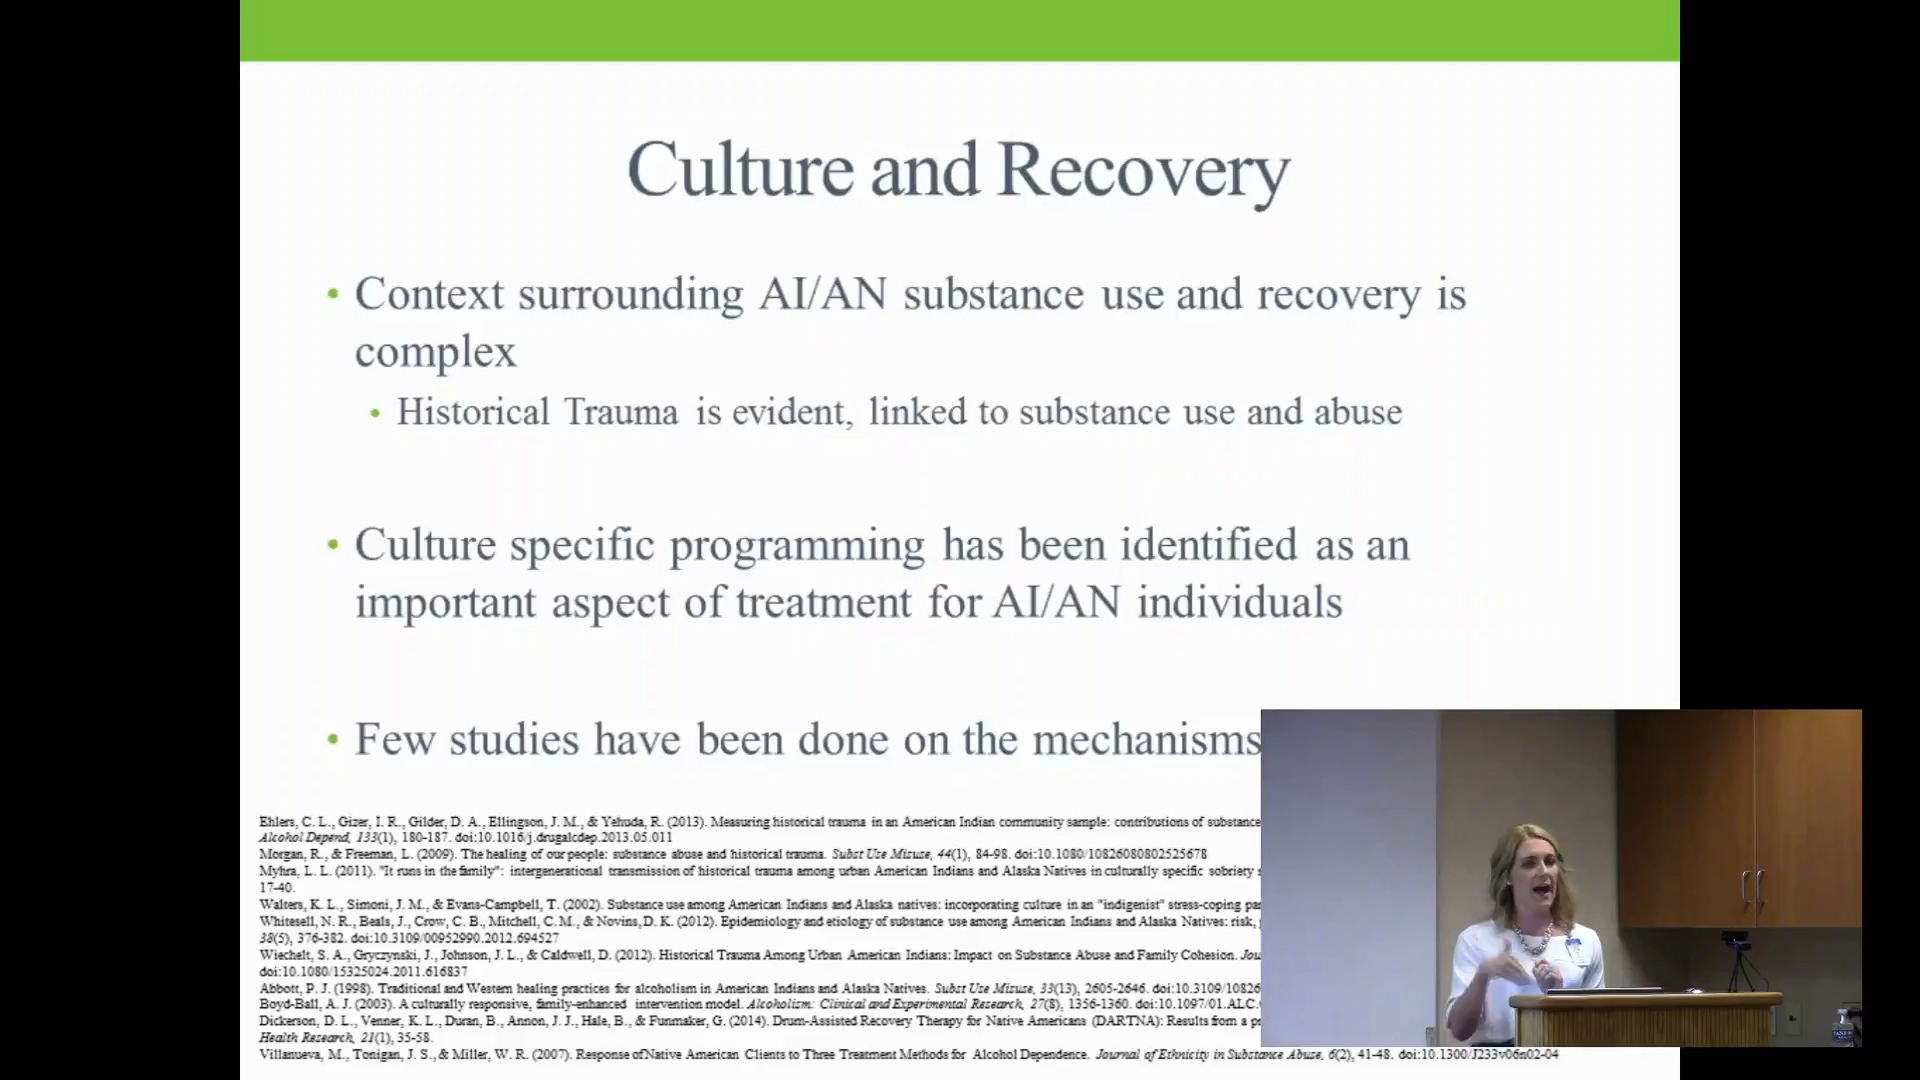 Culture and Recovery
• Context surrounding AI/AN substance use and recovery is
complex
• Historical Trauma is evident, linked to substance use and abuse
• Culture specific programming has been identified as an
important aspect of treatment for AI/AN individuals
• Few studies have been done on the mechanisms
Ehlers, C. L., Gizer, I. R., Gilder, D. A., Ellingson, J. M., & Yehuda, R. (2013). Measuring historical trauma in an American Indian community sample: contributions of substance
Alcohol Depend, 133(1), 180-187. doi:10.1016/j.drugalcdep.2013.05.011
Morgan, R., & Freeman, L. (2009). The healing of our people: substance abuse and historical trauma. Subst Use Misuse, 44(1), 84-98. doi:10.1080/10826080802525678
Myhra, L. L. (2011). "It runs in the family": intergenerational transmission of historical trauma among urban American Indians and Alaska Natives in culturally specific sobriety
17-40.
Walters, K. L., Simoni, J. M., & Evans-Campbell, T. (2002). Substance use among American Indians and Alaska natives: incorporating culture in an "indigenist" stress-coping
Whitesell, N. R., Beals, J., Crow, C. B., Mitchell, C. M., & Novins, D. K. (2012). Epidemiology and etiology of substance use among American Indians and Alaska Natives: risk,
38(5), 376-382. doi:10.3109/00952990.2012.694527
Wiechelt, S. A., Gryczynski, J., Johnson, J. L., & Caldwell, D. (2012). Historical Trauma Among Urban American Indians: Impact on Substance Abuse and Family Cohesion.
doi:10.1080/15325024.2011.616837
Abbott, P. J. (1998). Traditional and Western healing practices for alcoholism in American Indians and Alaska Natives. Subst Use Misuse, 33(13), 2605-2646. doi:10.3109/10826
Boyd-Ball, A. J. (2003). A culturally responsive, family-enhanced intervention model. Alcoholism: Clinical and Experimental Research, 27(8), 1356-1360. doi:10.1097/01.ALC.
Dickerson, D. L., Venner, K. L., Duran, B., Annon, J. J., Hale, B., & Funmaker, G. (2014). Drum-Assisted Recovery Therapy for Native Americans (DARTNA): Results from a
Health Research, 21(1), 35-58.
Villanueva, M., Tonigan, J. S., & Miller, W. R. (2007). Response of Native American Clients to Three Treatment Methods for Alcohol Dependence. Journal of Ethnicity in Substance Abuse, 6(2), 41-48. doi:10.1300/J233v06n02-04